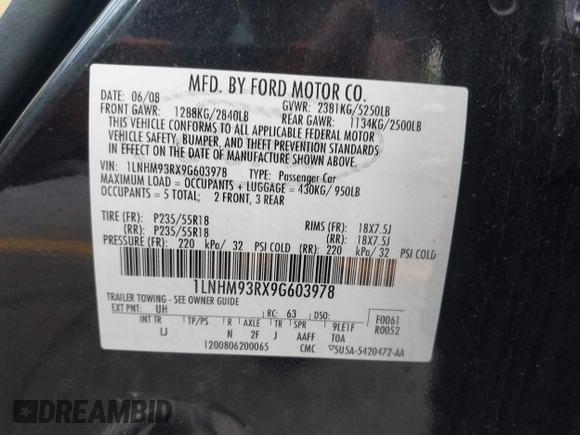 MFD. BY FORD MOTOR CO.
DATE: 06/08 GVWR: 2381KG/5250LB
FRONT GAWR: 1288KG/2840LB REAR GAWR: 1134KG/2500LB
THIS VEHICLE CONFORMS TO ALL APPLICABLE FEDERAL MOTOR
VEHICLE SAFETY, BUMPER, AND THEFT PREVENTION STANDARDS
IN EFFECT ON THE DATE OF MANUFACTURE SHOWN ABOVE.
VIN: 1LNHM93RX9G603978 TYPE: Passenger Car
MAXIMUM LOAD = OCCUPANTS + LUGGAGE = 430KG/950LB
OCCUPANTS = 5 TOTAL; 2 FRONT, 3 REAR
TIRE (FR): P235/55R18 RIMS (FR): 18X7.5J
(RR): P235/55R18 (RR): 18X7.5J
PRESSURE (FR): 220 kPa/ 32 PSI COLD (RR) 220 kPa/ 32 PSI COLD
1LNHM93RX9G603978
TRAILER TOWING - SEE OWNER GUIDE
EXT PNT: UH RC: 63 DSO: F0061
R0052
INT TR TP/PS R AXLE TR SPR 9LE1F
IJ N 2F J AAFF TOA
1200806200065 CMC 5U5A-5420472-AA
DREAMBID
COLLECT CARS